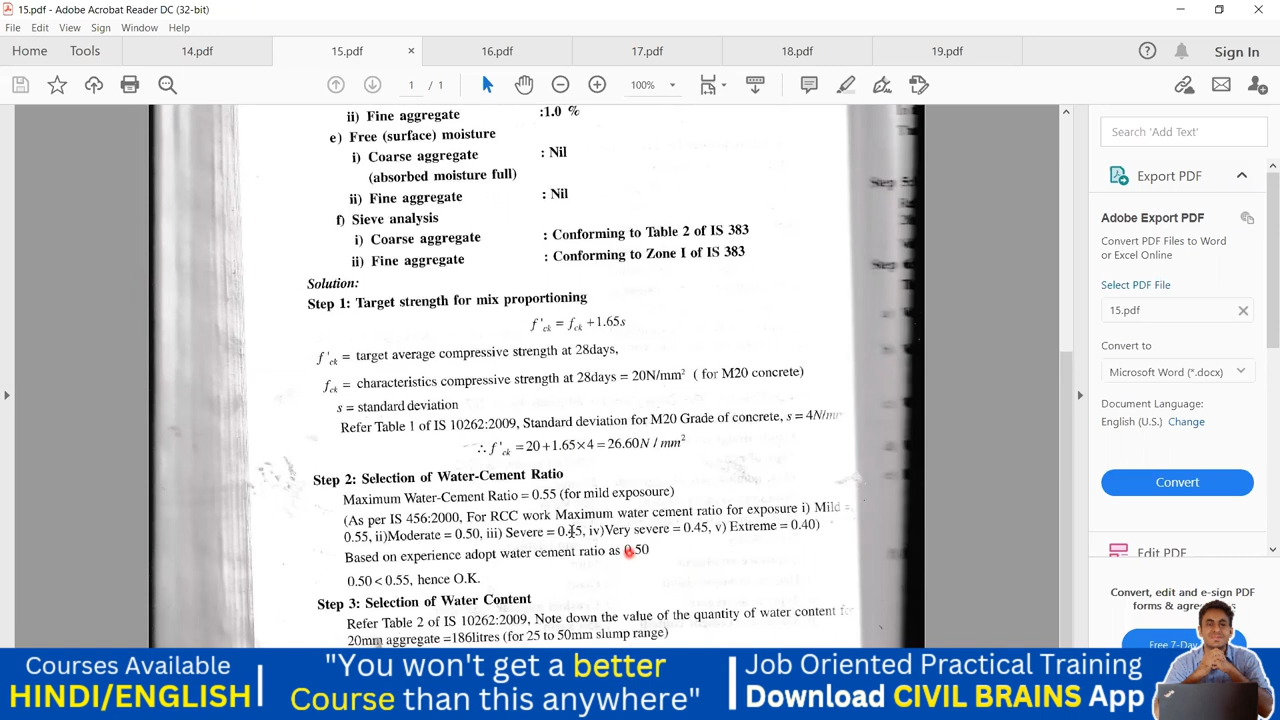 15.pdf - Adobe Acrobat Reader DC (32-bit)
File Edit View Sign Window Help
Home Tools 14.pdf 15.pdf × 16.pdf 17.pdf 18.pdf 19.pdf Sign In
1 / 1 100%
ii) Fine aggregate :1.0 %
e) Free (surface) moisture
i) Coarse aggregate : Nil
(absorbed moisture full)
ii) Fine aggregate : Nil
f) Sieve analysis
i) Coarse aggregate : Conforming to Table 2 of IS 383
ii) Fine aggregate : Conforming to Zone I of IS 383
Solution:
Step 1: Target strength for mix proportioning
f'ck = fck +1.65s
f'ck = target average compressive strength at 28days,
fck = characteristics compressive strength at 28days = 20N/mm² ( for M20 concrete)
s = standard deviation
Refer Table 1 of IS 10262:2009, Standard deviation for M20 Grade of concrete, s = 4N/m
∴ f'ck = 20+1.65×4 = 26.60N / mm²
Step 2: Selection of Water-Cement Ratio
Maximum Water-Cement Ratio = 0.55 (for mild exposoure)
(As per IS 456:2000, For RCC work Maximum water cement ratio for exposure i) Mild =
0.55, ii)Moderate = 0.50, iii) Severe = 0.45, iv)Very severe = 0.45, v) Extreme = 0.40)
Based on experience adopt water cement ratio as 0.50
0.50 < 0.55, hence O.K.
Step 3: Selection of Water Content
Refer Table 2 of IS 10262:2009, Note down the value of the quantity of water content
20mm aggregate =186litres (for 25 to 50mm slump range)
Search 'Add Text'
Export PDF
Adobe Export PDF
Convert PDF Files to Word
or Excel Online
Select PDF File
15.pdf ×
Convert to
Microsoft Word (*.docx)
Document Language:
English (U.S.) Change
Convert
Edit PDF
Convert, edit and e-sign PDF
forms & agree
Free 7-Day
Courses Available
HINDI/ENGLISH
"You won't get a better
Course than this anywhere"
Job Oriented Practical Training
Download CIVIL BRAINS App